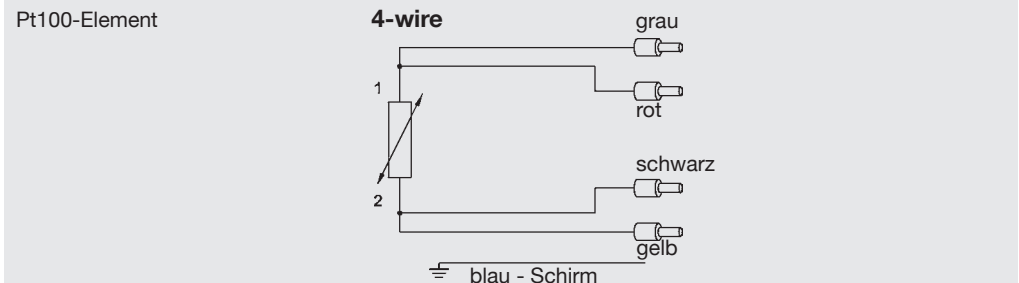 Pt100-Element
4-wire
grau
1
rot
schwarz
2
gelb
blau - Schirm